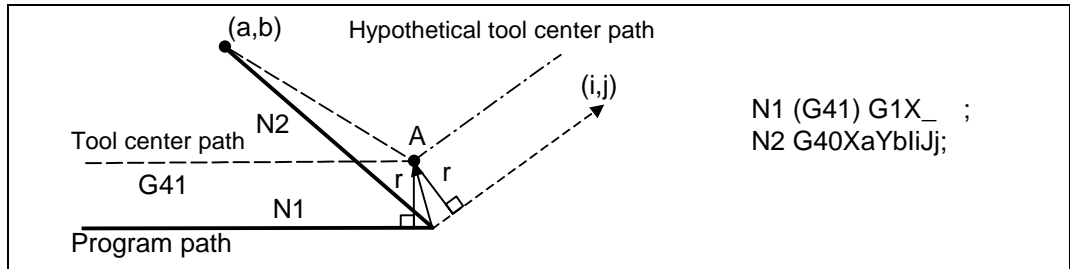 (a,b)
Hypothetical tool center path
(i,j)
N2
A
N1 (G41) G1X_ ;
Tool center path
N2 G40XaYbIiJj;
r
r
G41
N1
Program path